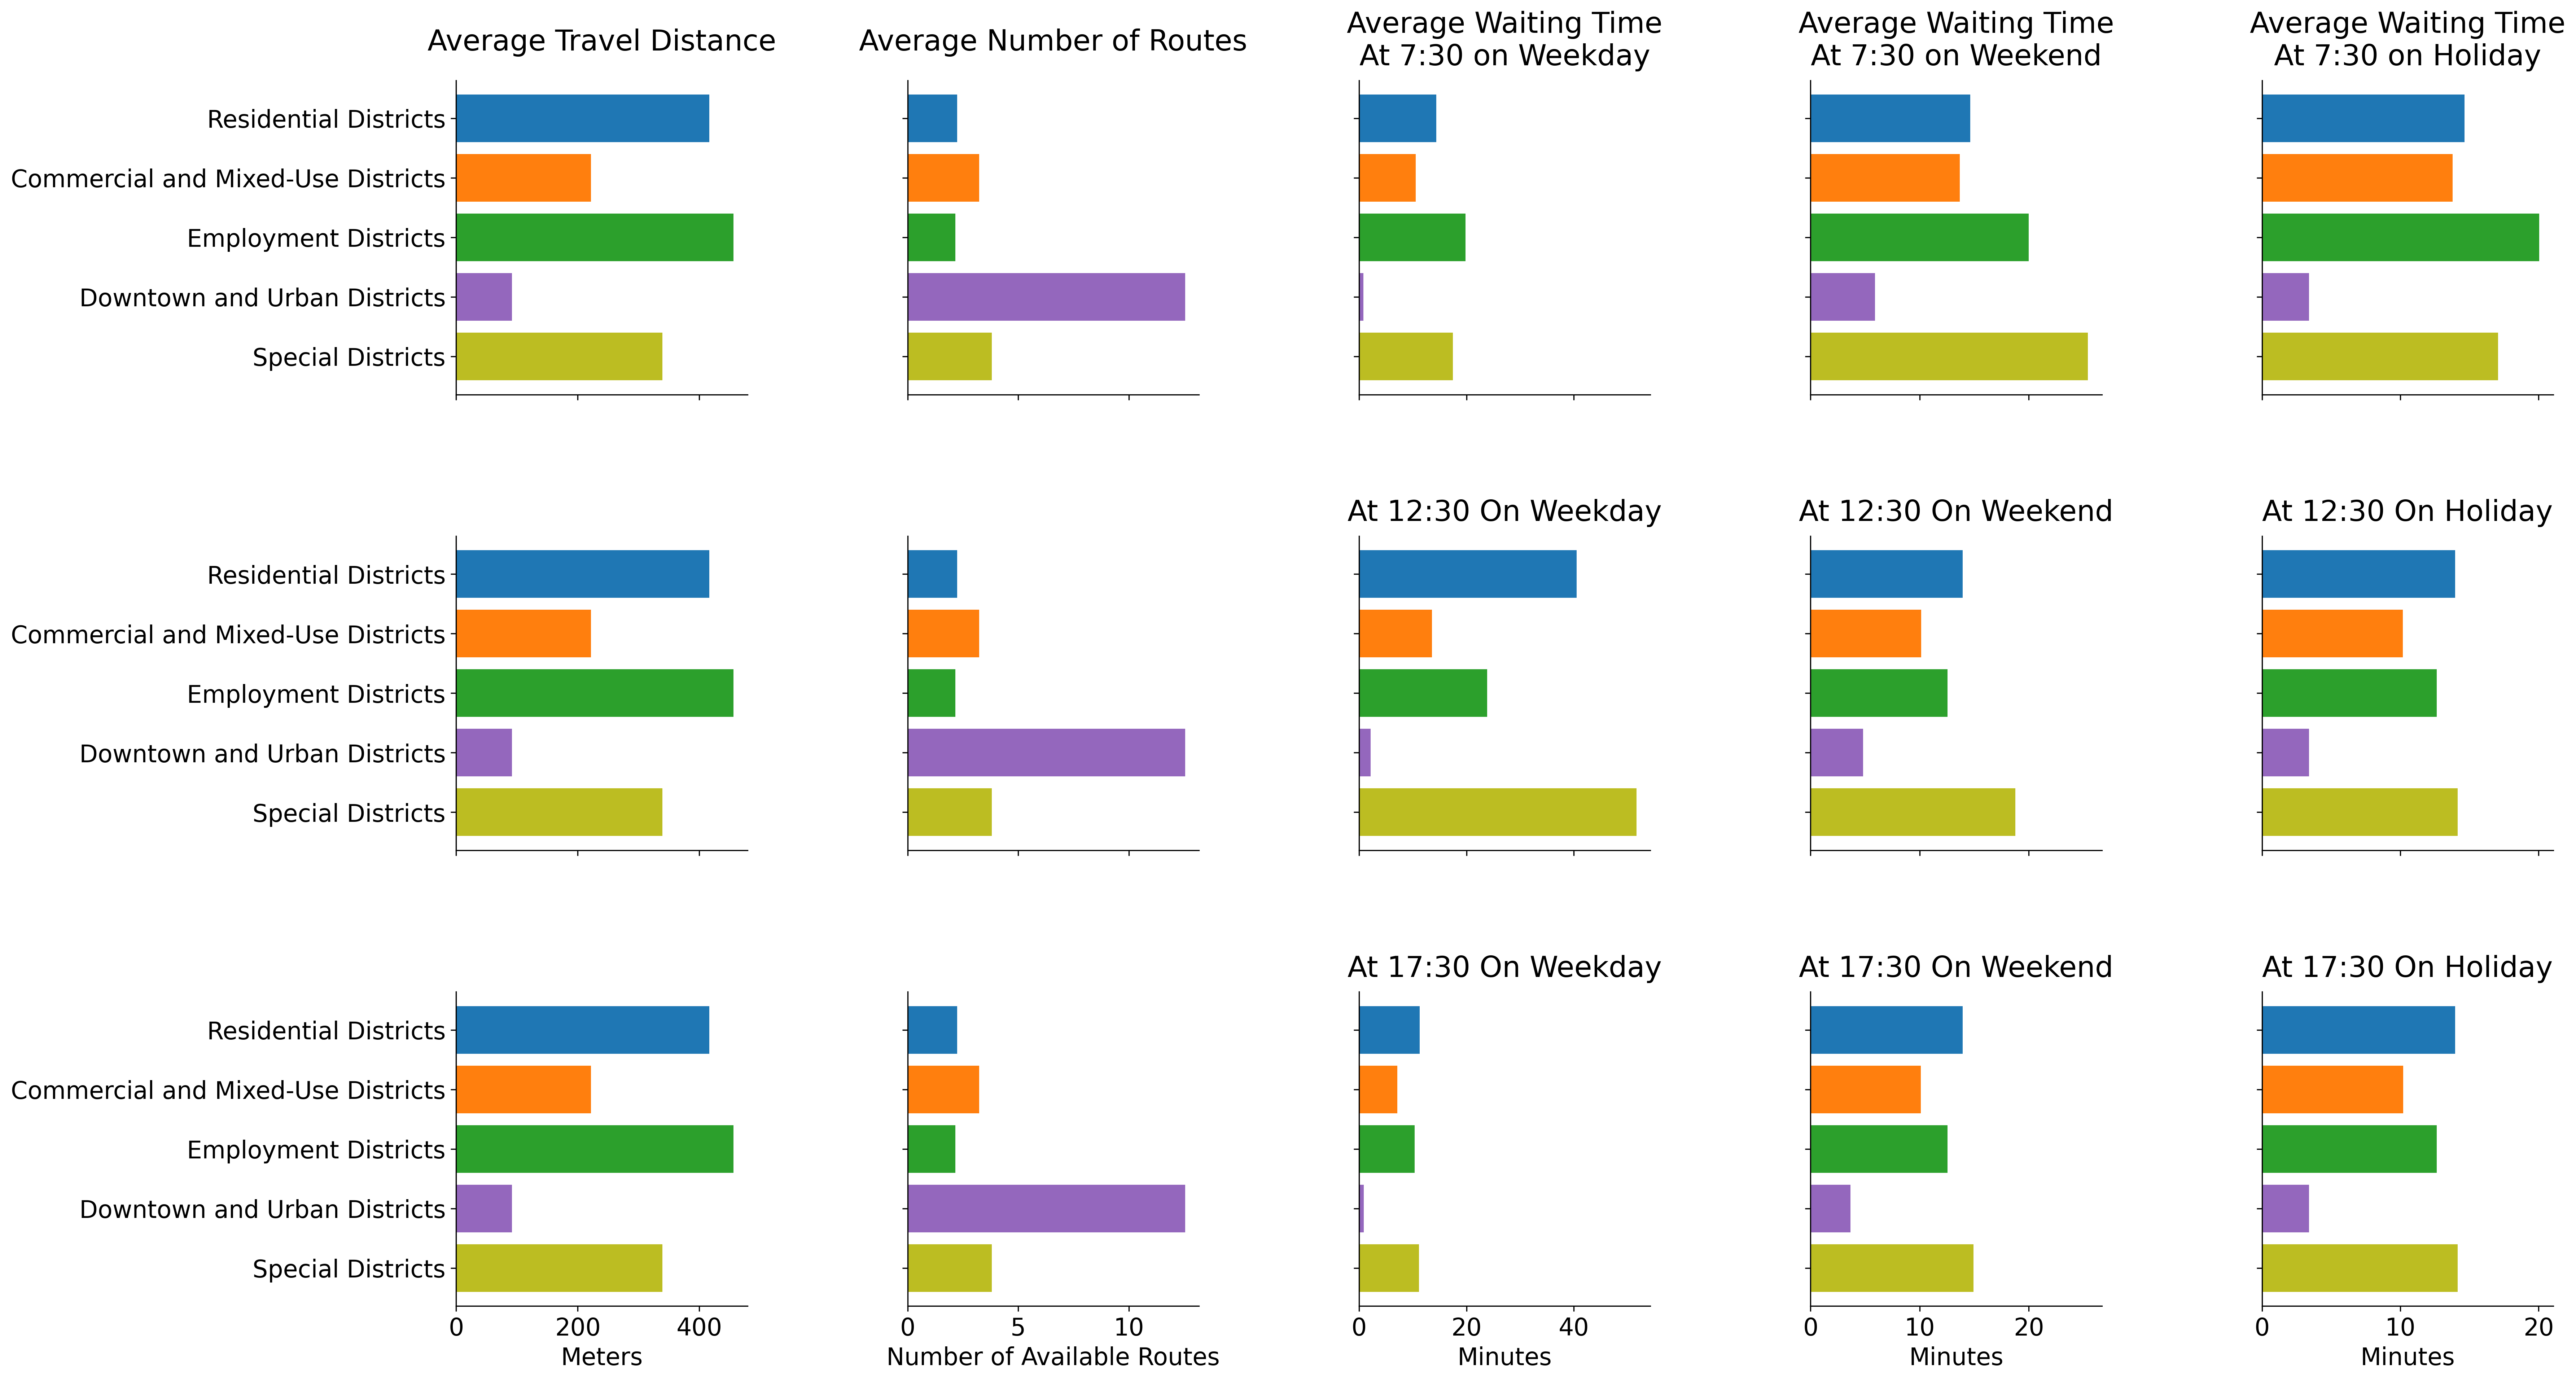 Average Travel Distance
Average Number of Routes
Average Waiting Time
At 7:30 on Weekday
Average Waiting Time
At 7:30 on Weekend
Average Waiting Time
At 7:30 on Holiday
Residential Districts
Commercial and Mixed-Use Districts
Employment Districts
Downtown and Urban Districts
Special Districts
At 12:30 On Weekday
At 12:30 On Weekend
At 12:30 On Holiday
Residential Districts
Commercial and Mixed-Use Districts
Employment Districts
Downtown and Urban Districts
Special Districts
At 17:30 On Weekday
At 17:30 On Weekend
At 17:30 On Holiday
Residential Districts
Commercial and Mixed-Use Districts
Employment Districts
Downtown and Urban Districts
Special Districts
0 200 400
Meters
0 5 10
Number of Available Routes
0 20 40
Minutes
0 10 20
Minutes
0 10 20
Minutes